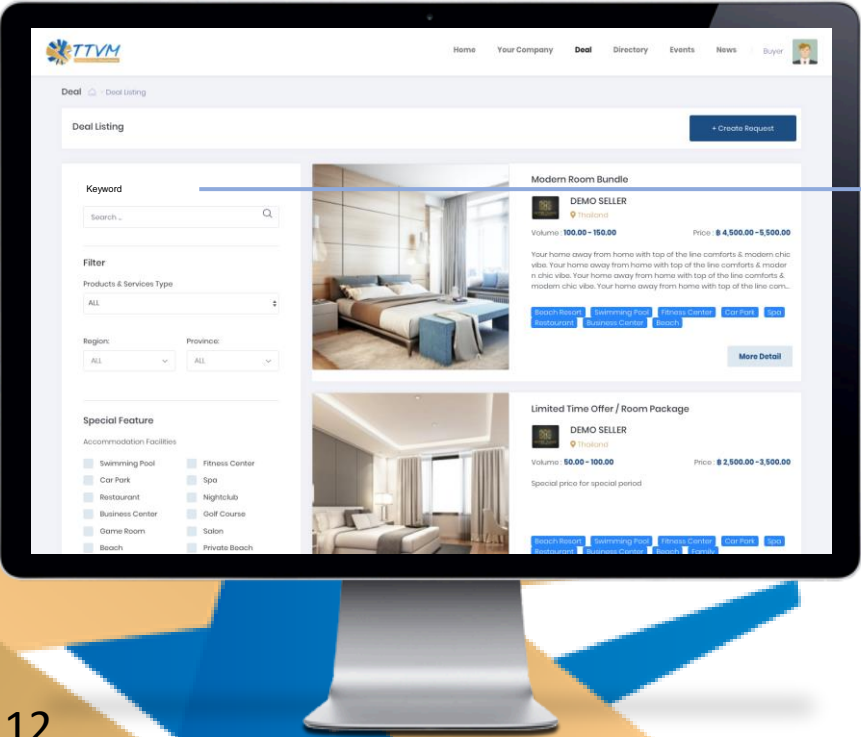 TTVM
Home Your Company Deal Directory Events News Buyer
Deal - Deal Listing
Deal Listing
+ Create Request
Keyword
Search ..
Filter
Products & Services Type
ALL
Region: Province:
ALL ALL
Special Feature
Accommodation Facilities
Swimming Pool Fitness Center
Car Park Spa
Restaurant Nightclub
Business Center Golf Course
Game Room Salon
Beach Private Beach
Modern Room Bundle
DEMO SELLER
Thailand
Volume : 100.00 - 150.00 Price : ฿ 4,500.00 -5,500.00
Your home away from home with top of the line comforts & modern chic
vibe. Your home away from home with top of the line comforts & moder
n chic vibe. Your home away from home with top of the line comforts &
modern chic vibe. Your home away from home with top of the line com...
Beach Resort Swimming Pool Fitness Center Car Park Spa
Restaurant Business Center Beach
More Detail
Limited Time Offer / Room Package
DEMO SELLER
Thailand
Volume : 50.00 - 100.00 Price : ฿ 2,500.00 -3,500.00
Special price for special period
Beach Resort Swimming Pool Fitness Center Car Park Spa
Restaurant Business Center Beach Family
12